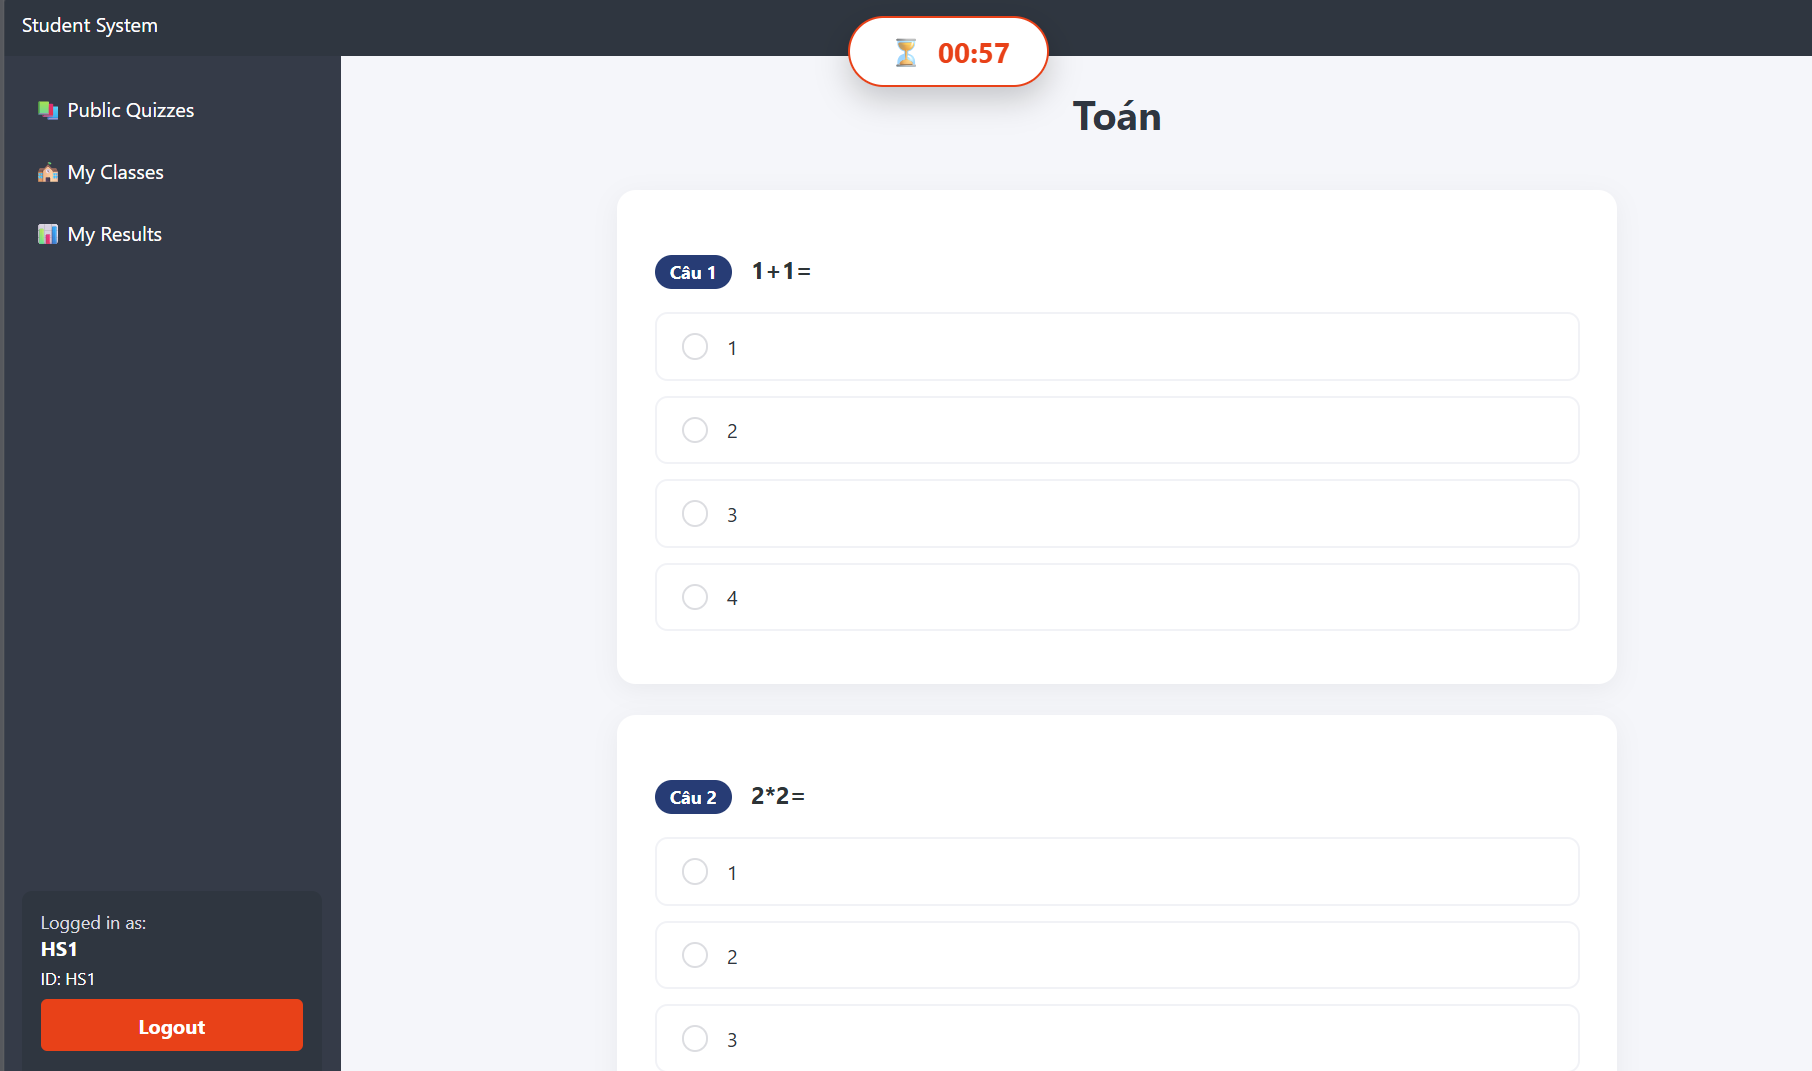 Student System
00:57
Public Quizzes
My Classes
My Results
Logged in as:
HS1
ID: HS1
Logout
Toán
Câu 1 1+1=
1
2
3
4
Câu 2 2*2=
1
2
3